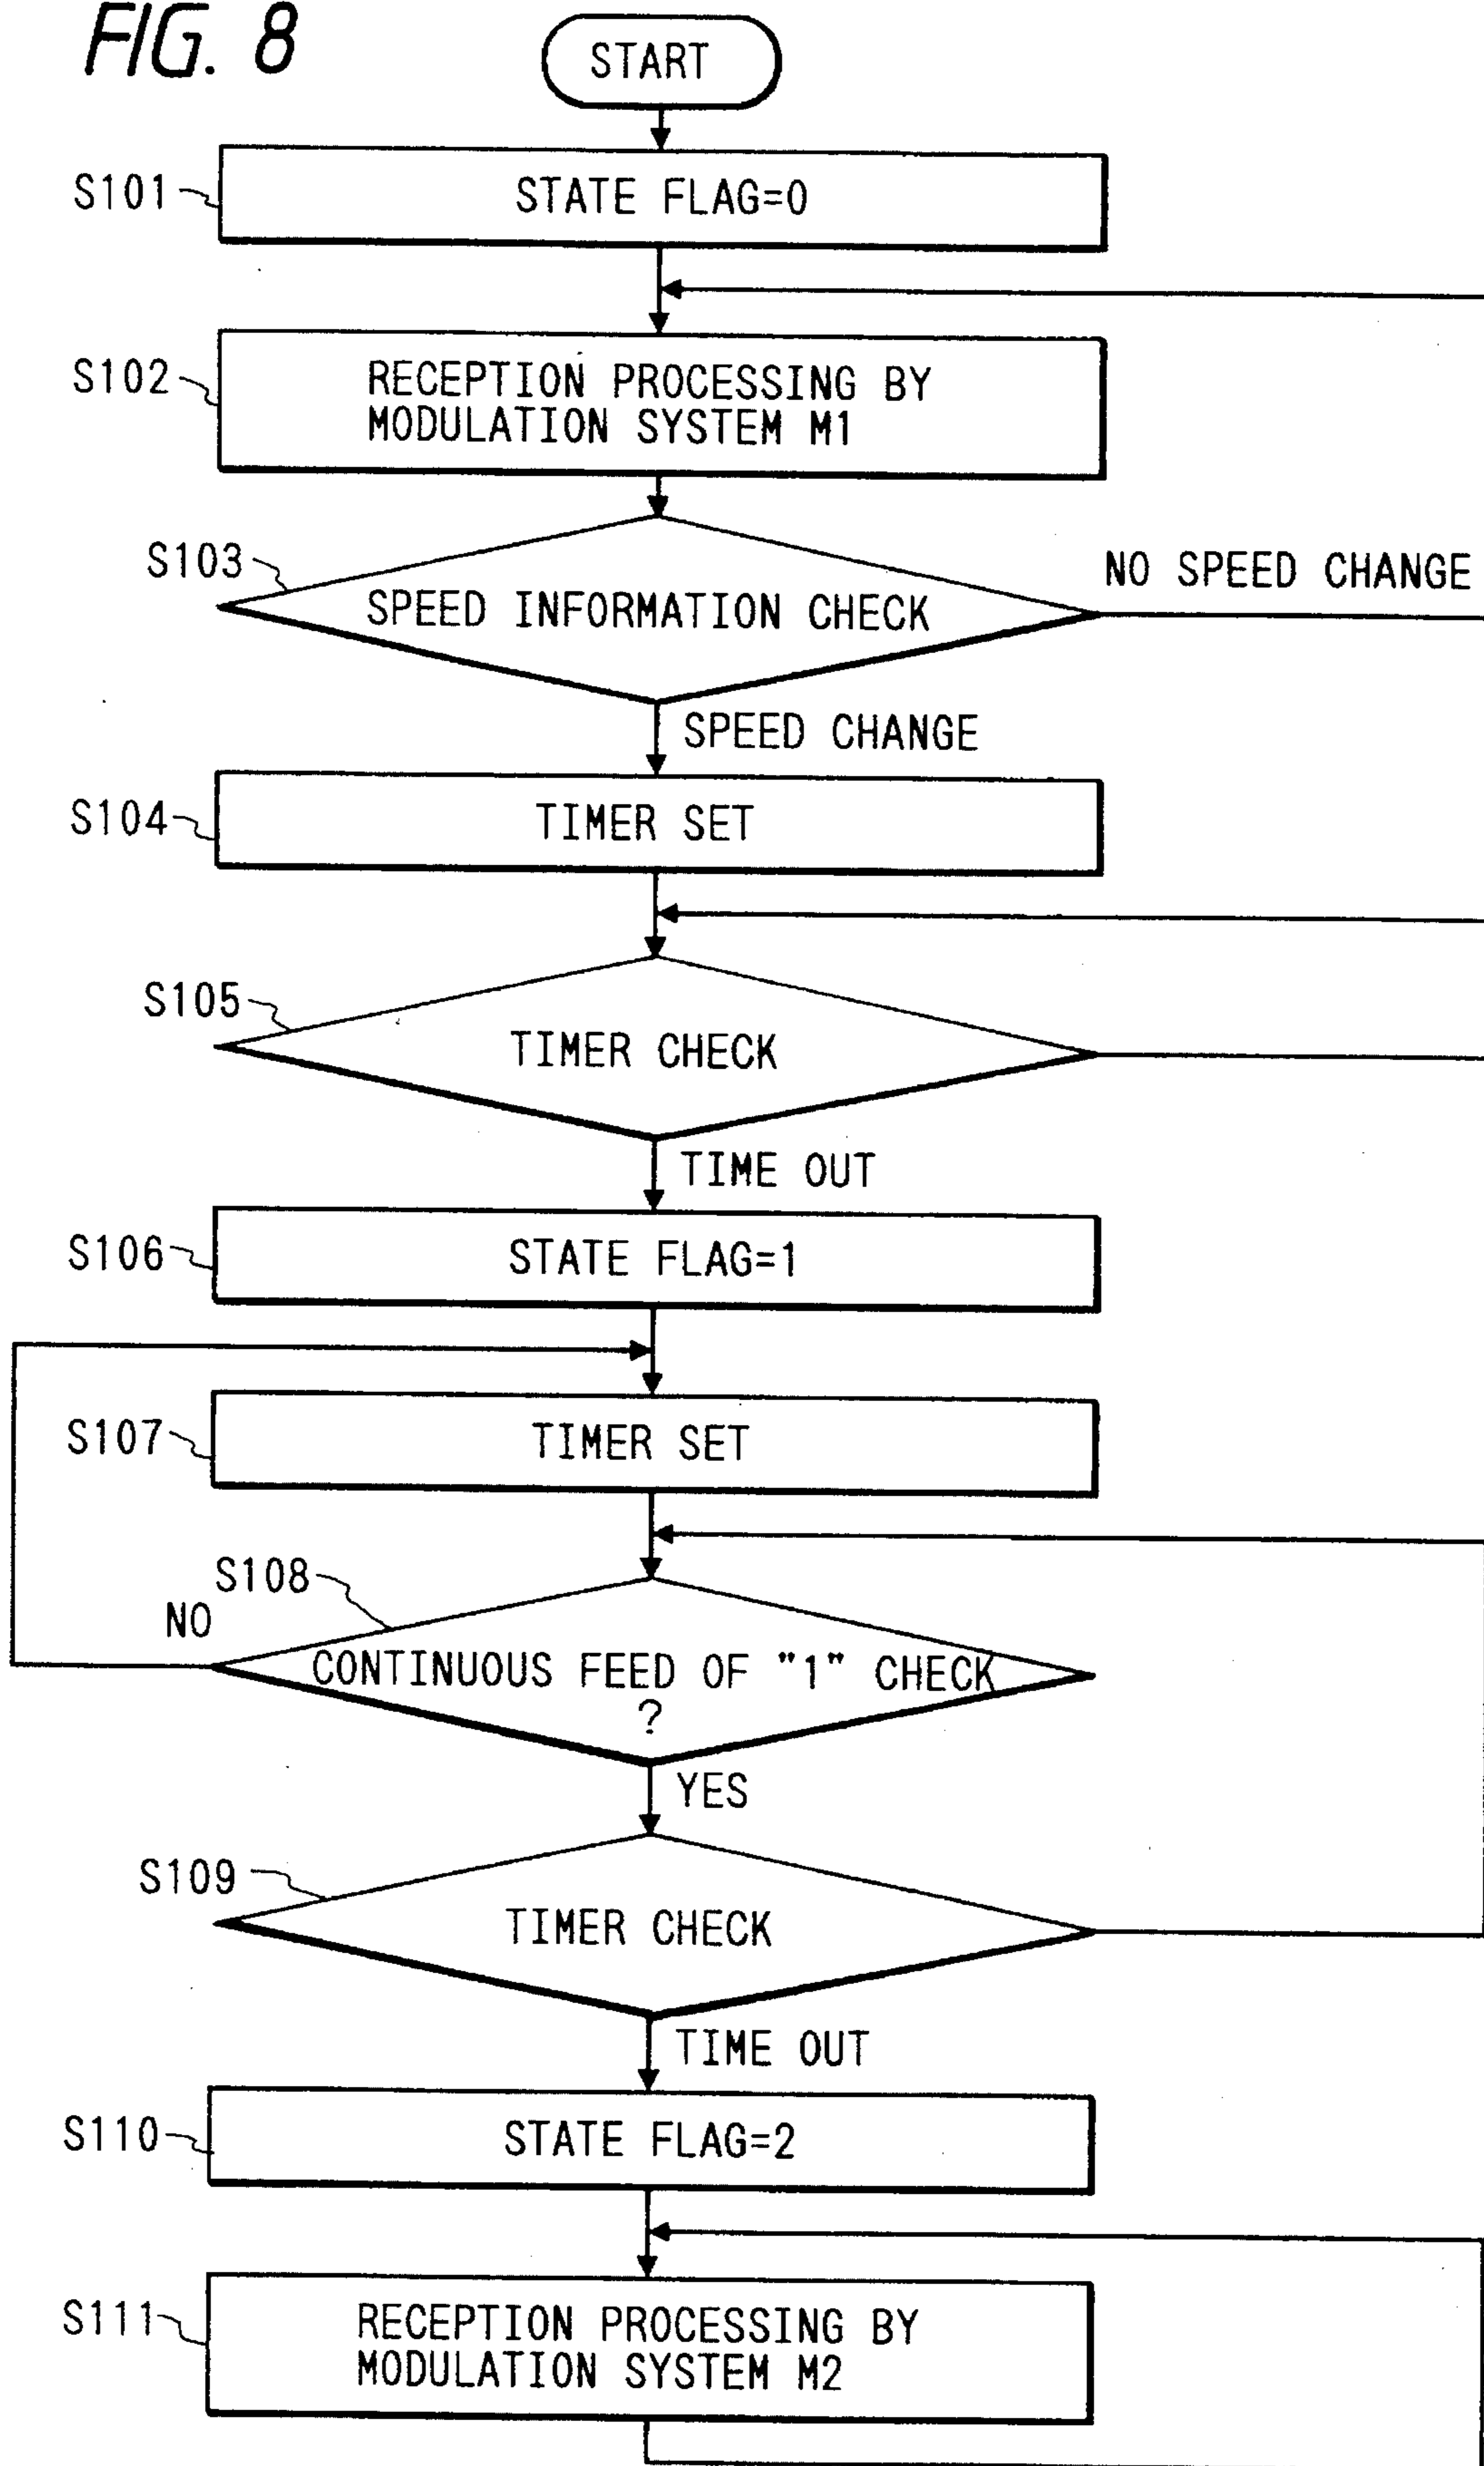 FIG. 8
START
S101
STATE FLAG=0
S102
RECEPTION PROCESSING BY
MODULATION SYSTEM M1
S103
SPEED INFORMATION CHECK
NO SPEED CHANGE
SPEED CHANGE
S104
TIMER SET
S105
TIMER CHECK
TIME OUT
S106
STATE FLAG=1
S107
TIMER SET
S108
NO
CONTINUOUS FEED OF "1" CHECK
?
YES
S109
TIMER CHECK
TIME OUT
S110
STATE FLAG=2
S111
RECEPTION PROCESSING BY
MODULATION SYSTEM M2